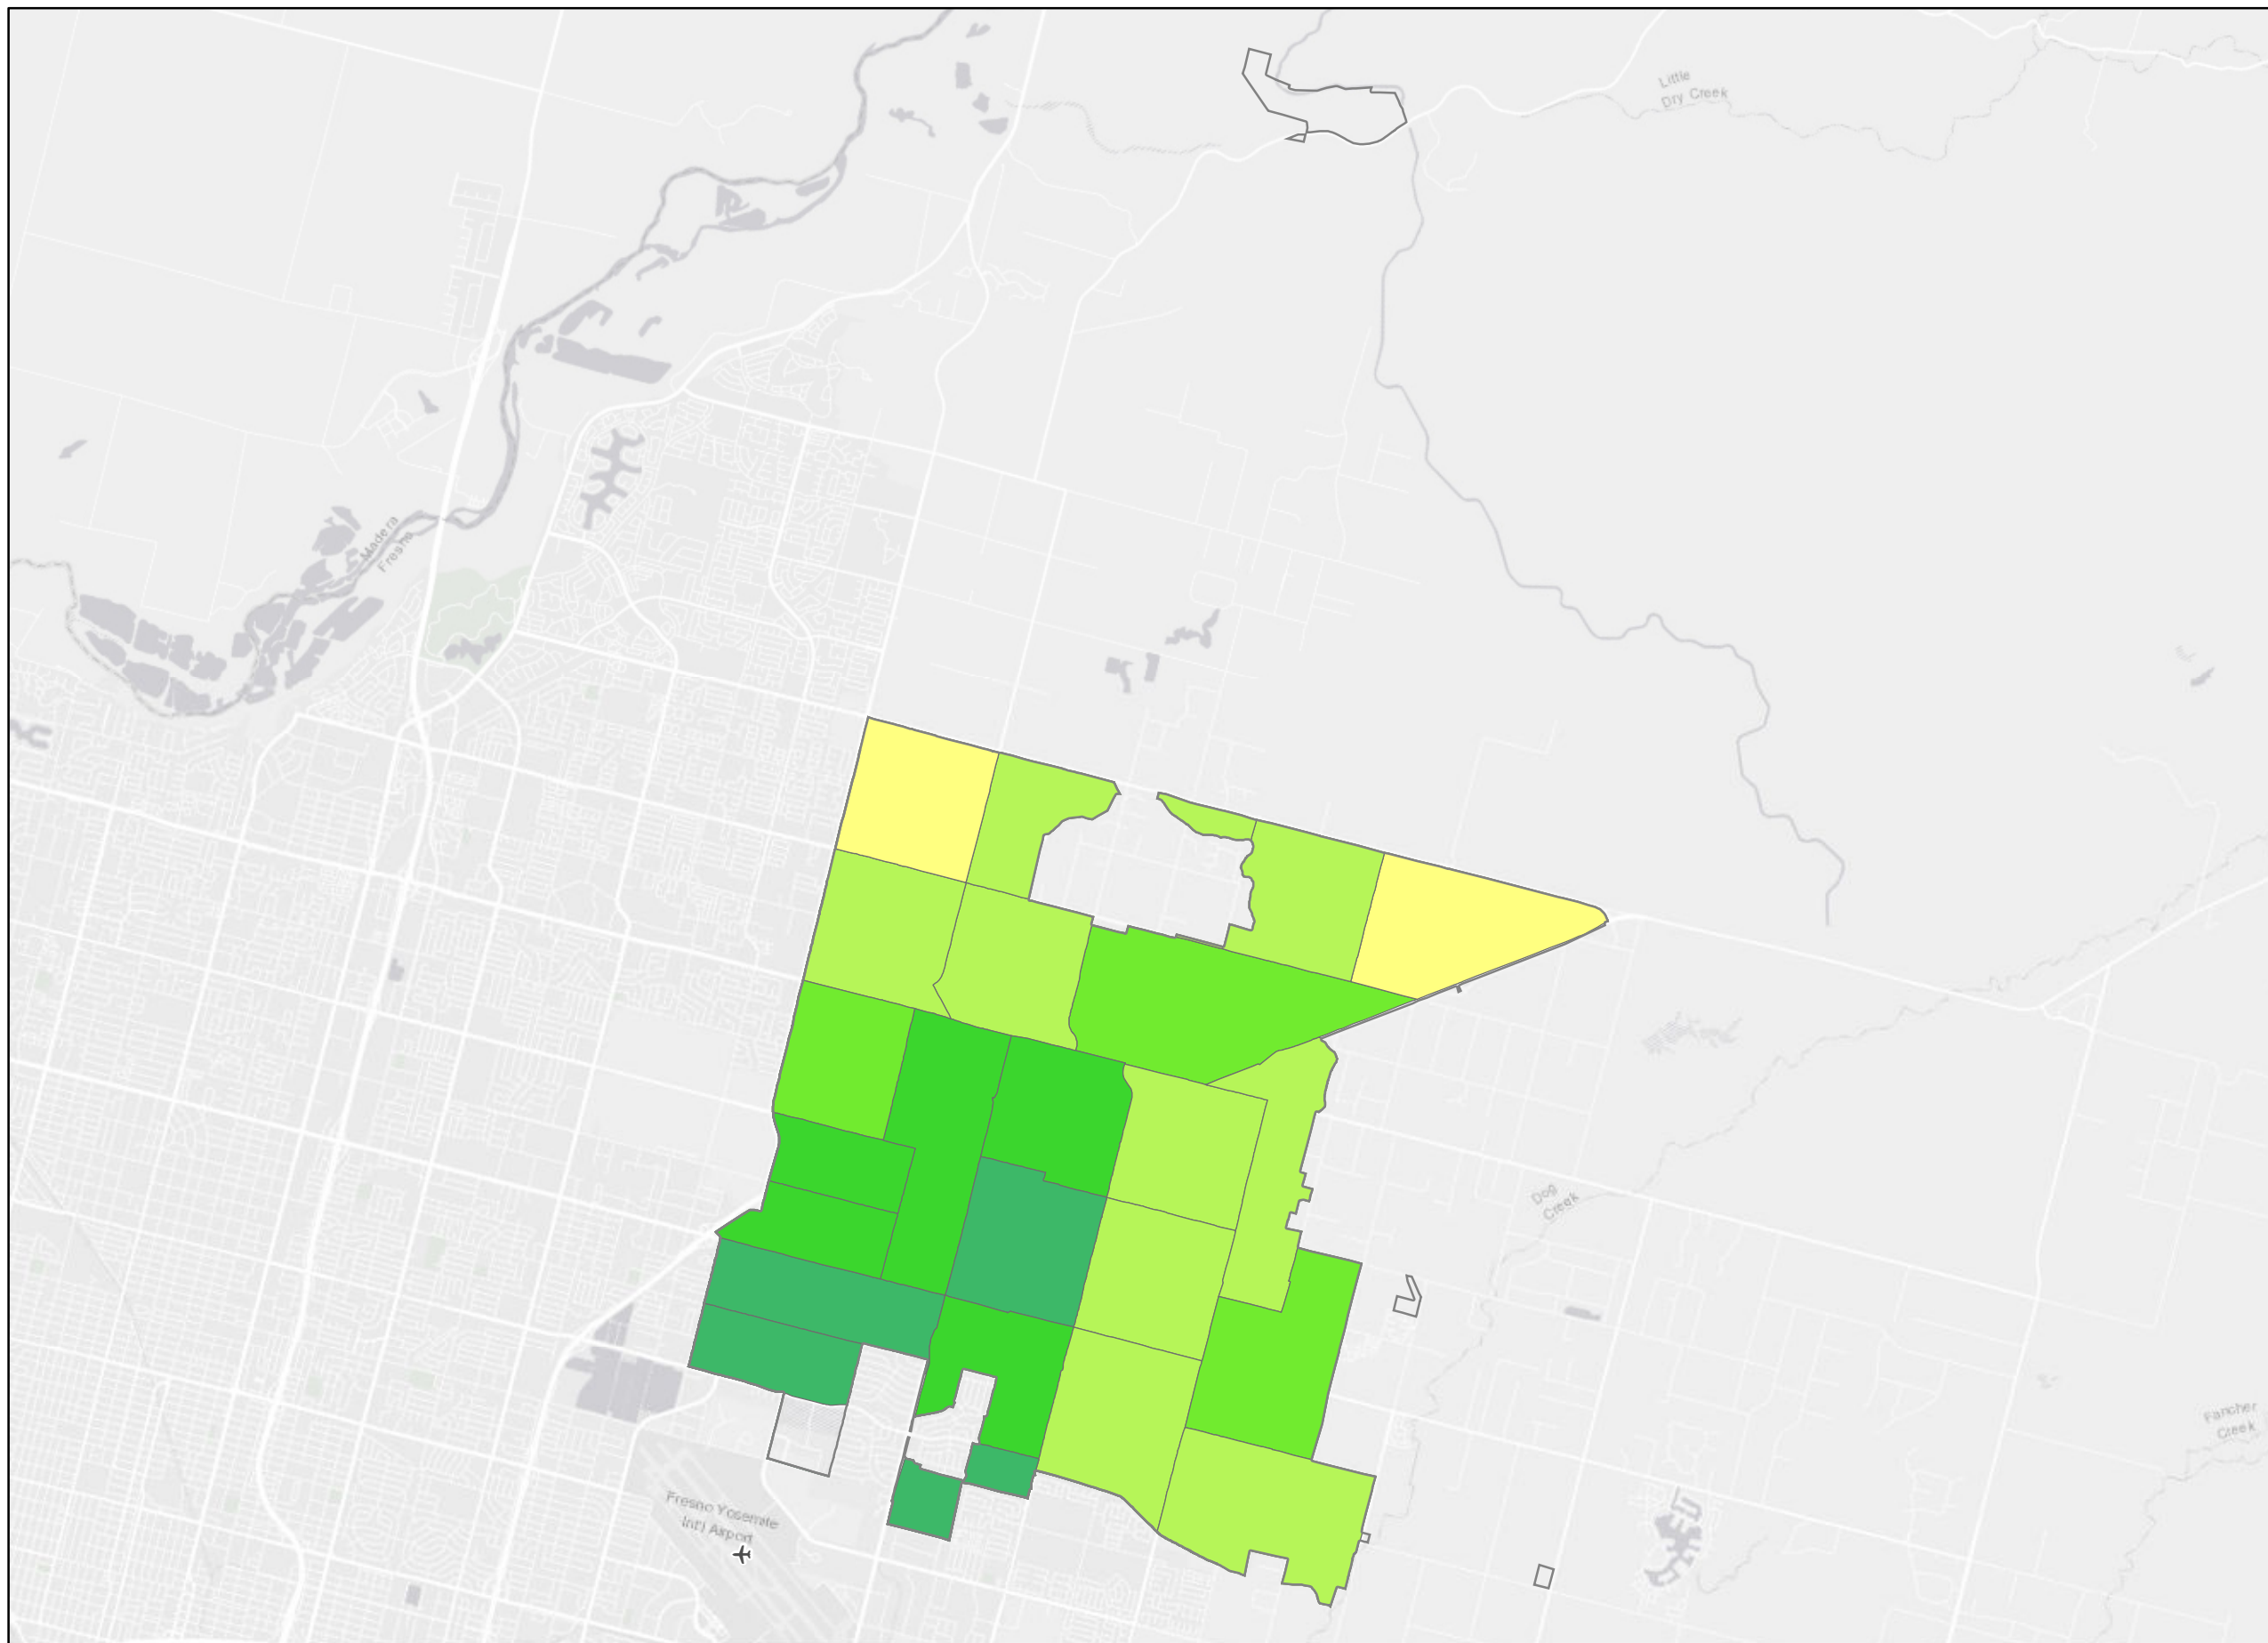 Little
Dry Creek
Madera
Fresno
Dog
Creek
Fancher
Creek
Fresno Yosemite
Int'l Airport